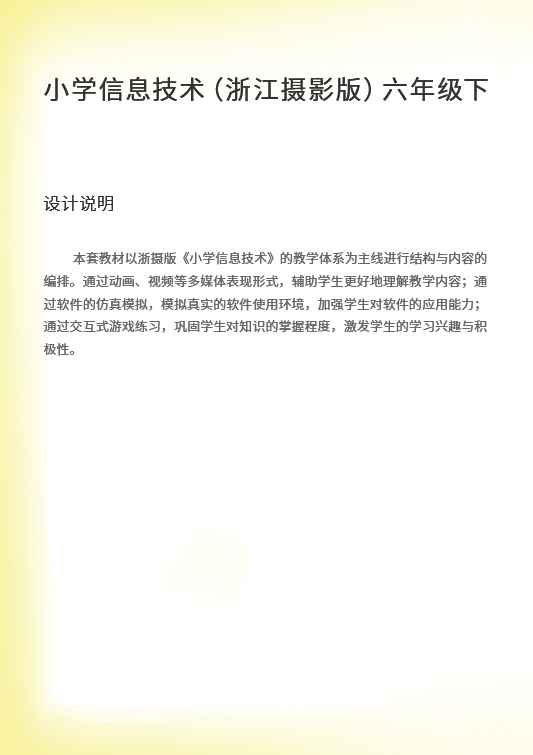 小学信息技术（浙江摄影版）六年级下
设计说明
本套教材以浙摄版《小学信息技术》的教学体系为主线进行结构与内容的
编排。通过动画、视频等多媒体表现形式，辅助学生更好地理解教学内容；通
过软件的仿真模拟，模拟真实的软件使用环境，加强学生对软件的应用能力；
通过交互式游戏练习，巩固学生对知识的掌握程度，激发学生的学习兴趣与积
极性。